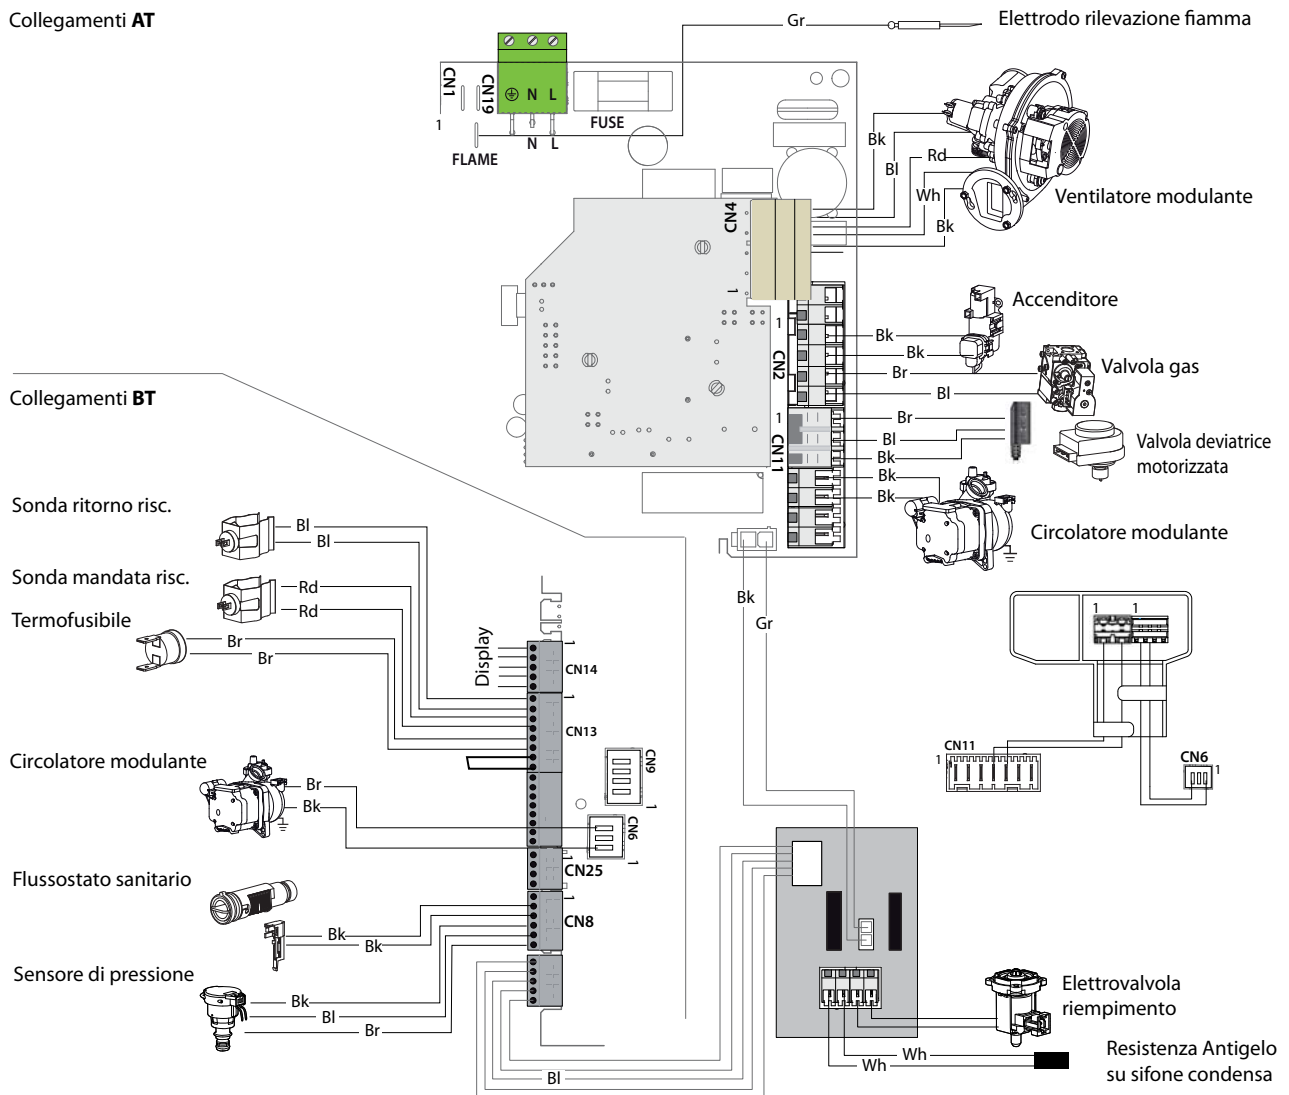 Collegamenti AT
Gr
Elettrodo rilevazione fiamma
CN1
CN19
N L
1
FUSE
N L
FLAME
Bk
Bl
Rd
Wh
Bk
Ventilatore modulante
CN4
1
Accenditore
1
CN2
Bk
Bk
Br
Bl
Valvola gas
Collegamenti BT
1
CN11
Br
Bl
Bk
Valvola deviatrice
motorizzata
Bk
Bk
Circolatore modulante
Sonda ritorno risc.
Bl
Bl
Sonda mandata risc.
Rd
Rd
Termofusibile
Br
Br
Bk
Gr
1 1
Display
1
CN14
1
CN13
CN11
1
CN6
1
Circolatore modulante
Br
Bk
CN9
1
CN6
1
1
CN25
Flussostato sanitario
Bk
Bk
1
CN8
Sensore di pressione
Bk
Bl
Br
Elettrovalvola
riempimento
Wh
Wh
Resistenza Antigelo
su sifone condensa
Bl